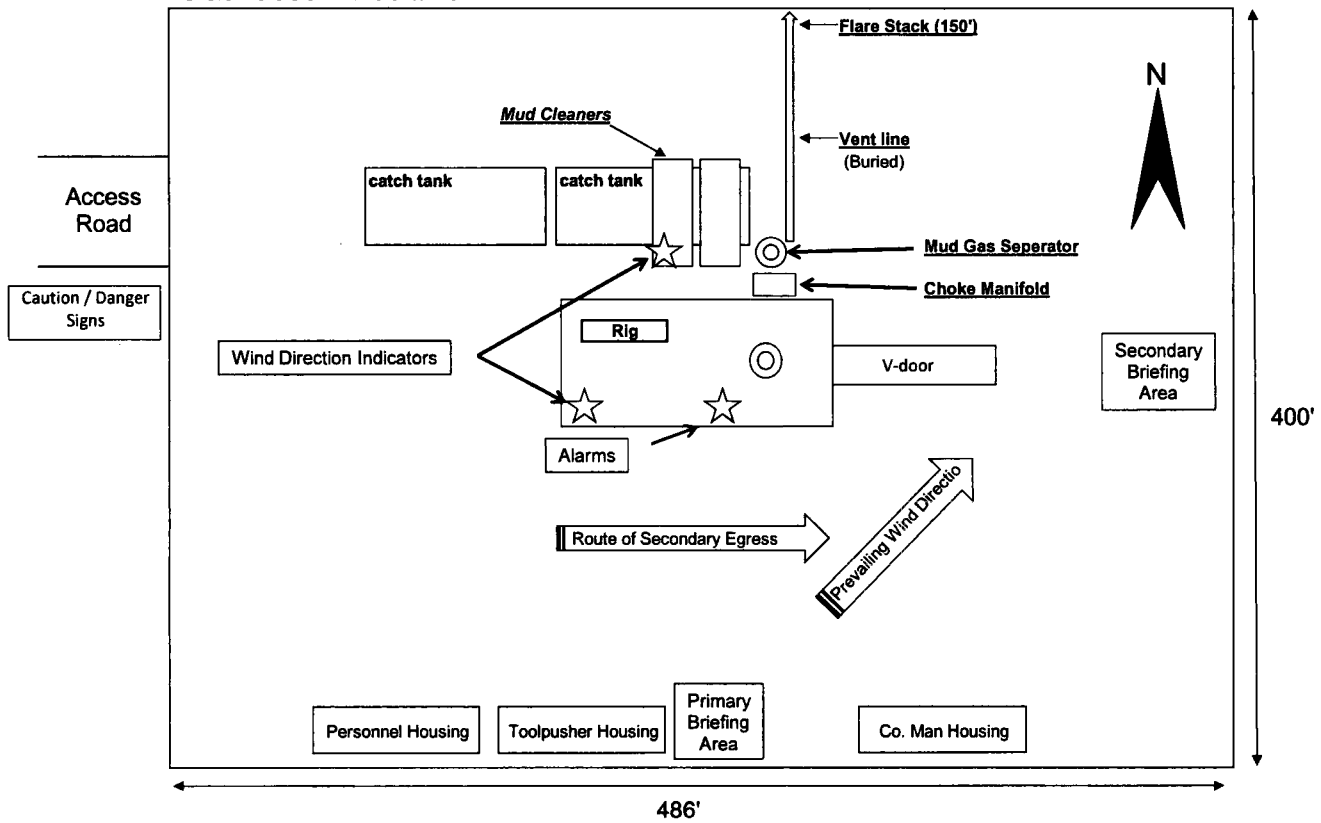 Flare Stack (150')
N
Mud Cleaners
Vent line
(Buried)
catch tank
catch tank
Access
Road
Mud Gas Seperator
Choke Manifold
Caution / Danger
Signs
Rig
Wind Direction Indicators
V-door
Secondary
Briefing
Area
400'
Alarms
Route of Secondary Egress
Prevailing Wind Directio
Personnel Housing
Toolpusher Housing
Primary
Briefing
Area
Co. Man Housing
486'